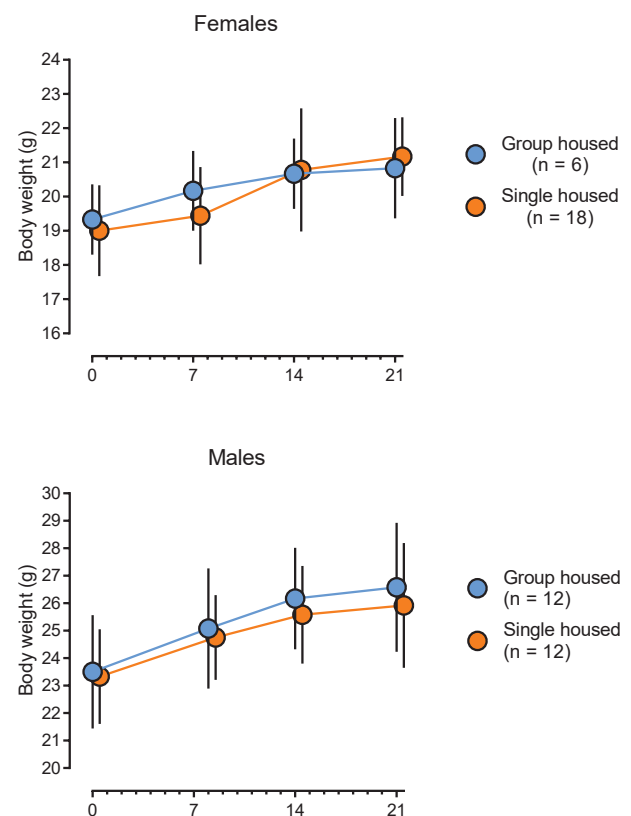 Females
Body weight (g)
24
23
22
21
20
19
18
17
16
0 7 14 21
Group housed
(n = 6)
Single housed
(n = 18)
Males
Body weight (g)
30
29
28
27
26
25
24
23
22
21
20
0 7 14 21
Group housed
(n = 12)
Single housed
(n = 12)